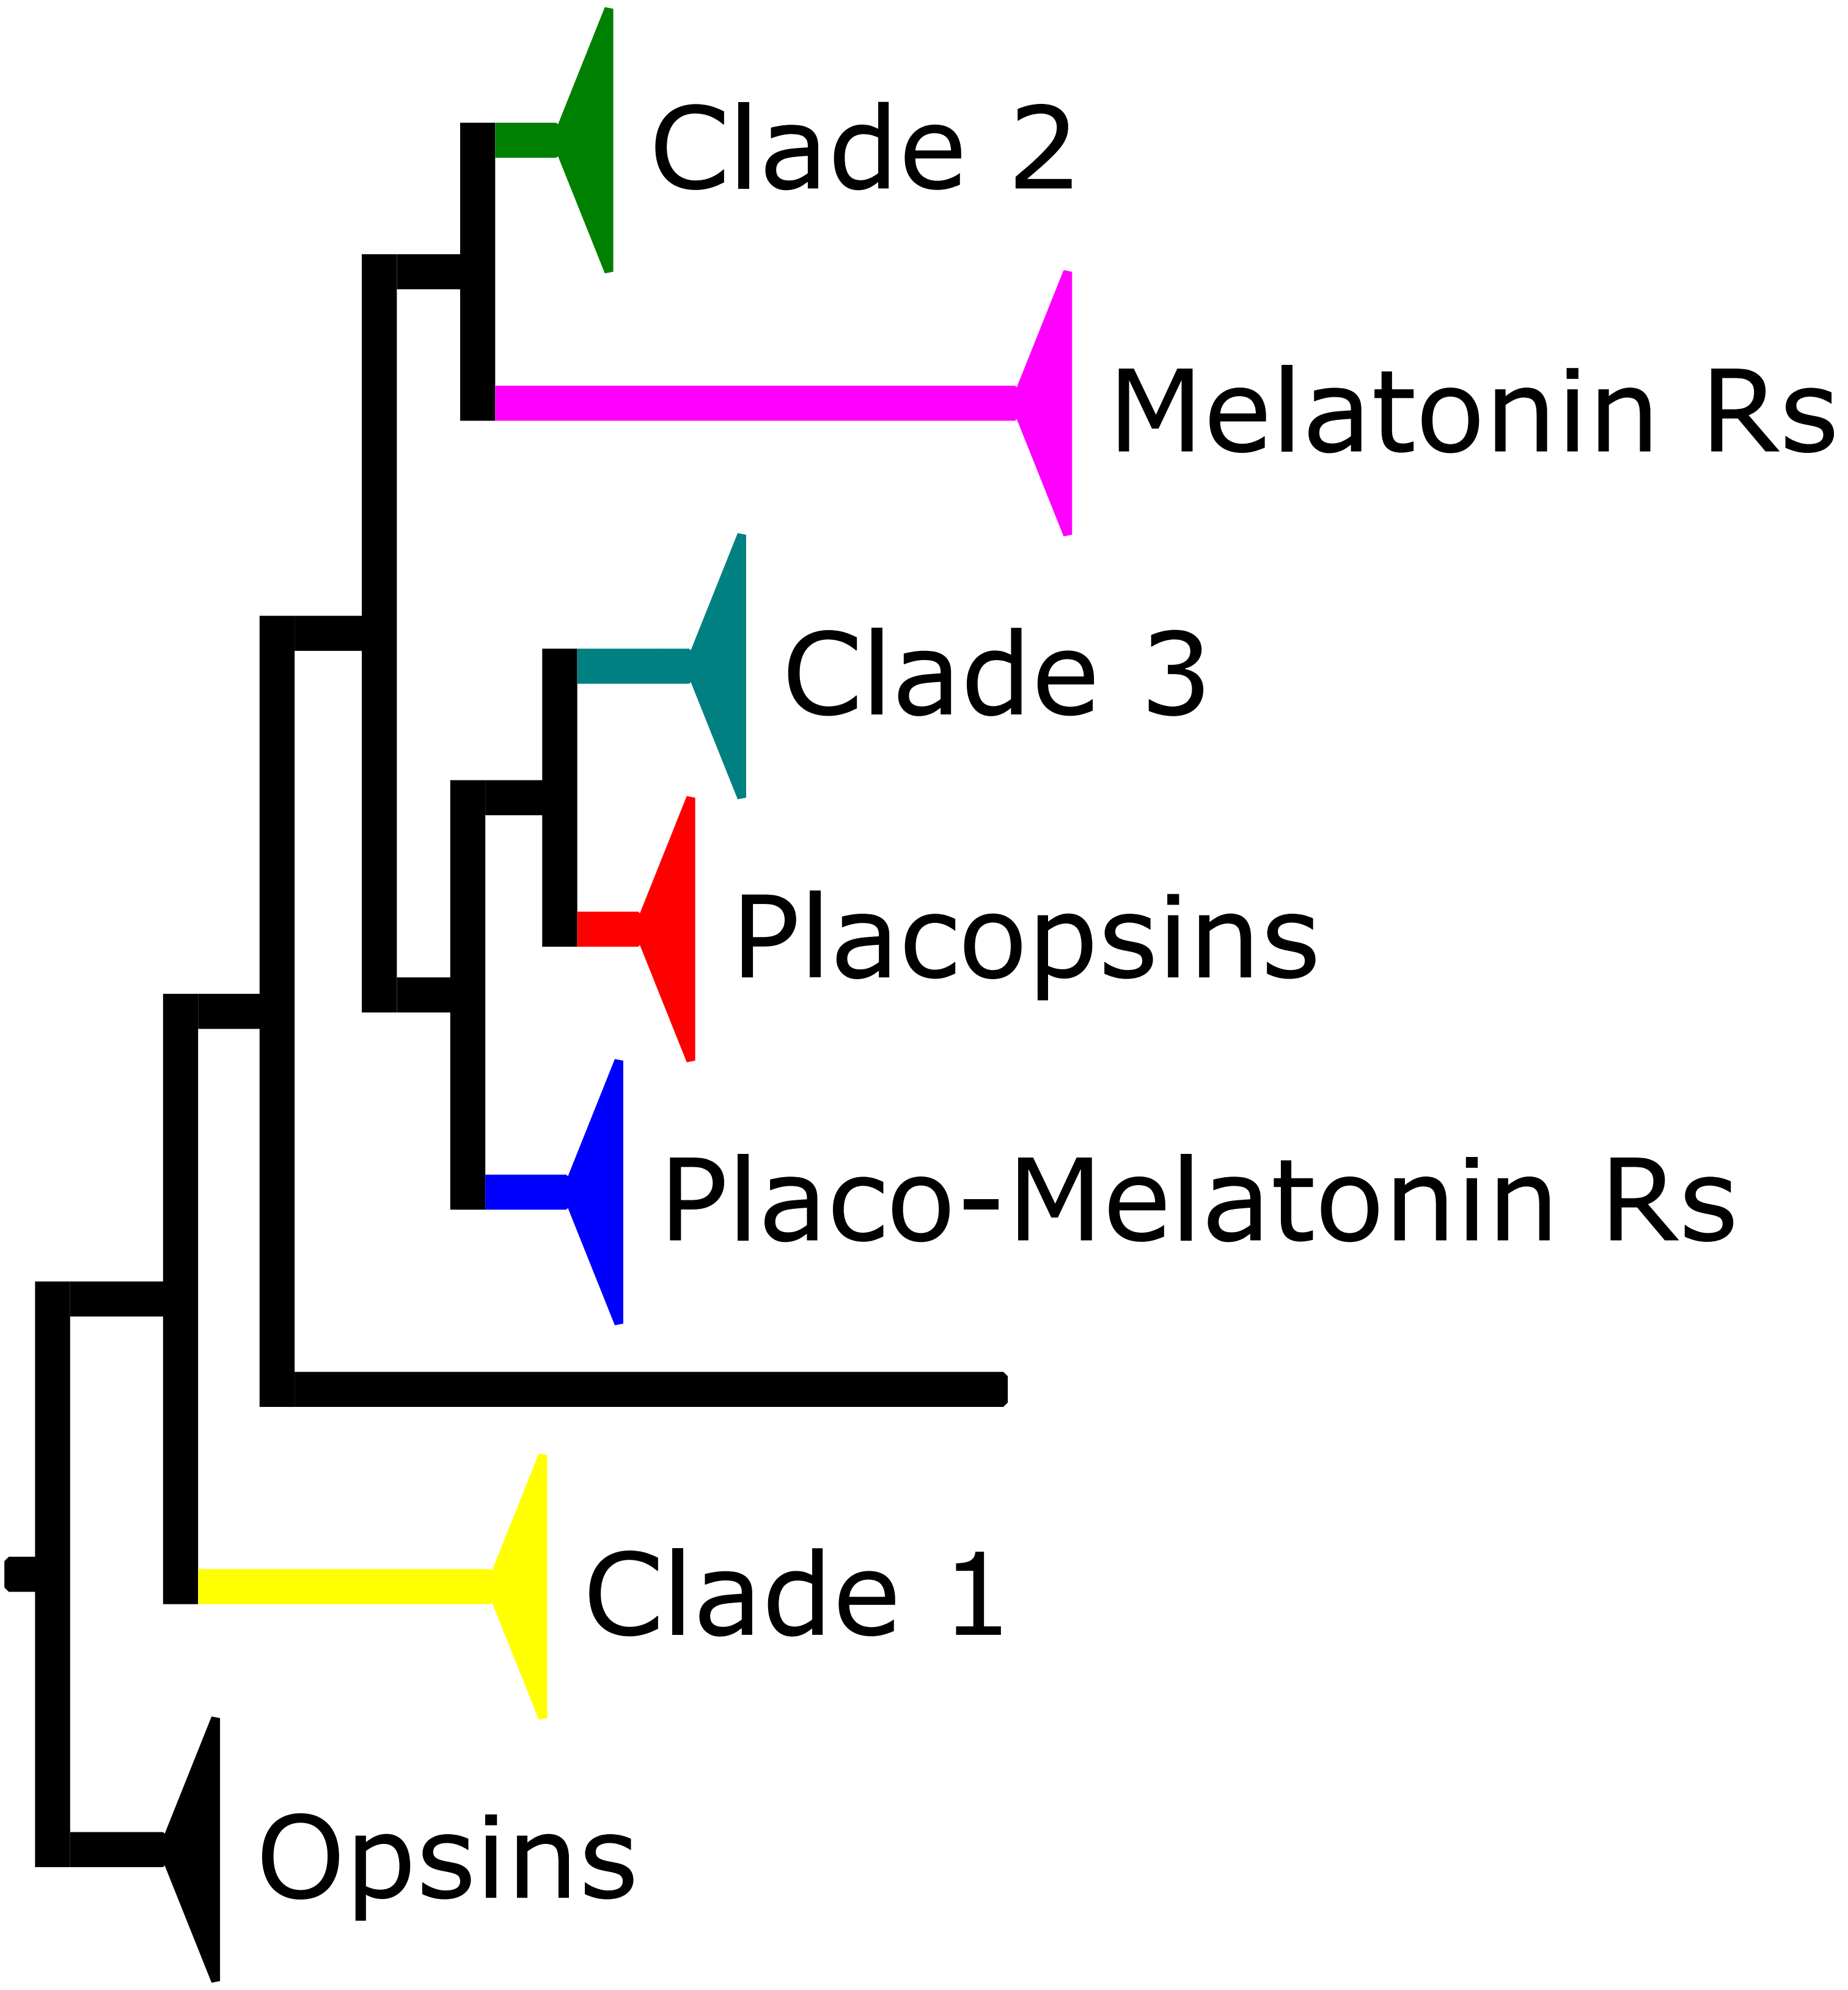 Clade 2
Melatonin Rs
Clade 3
Placopsins
Placo-Melatonin Rs
Clade 1
Opsins